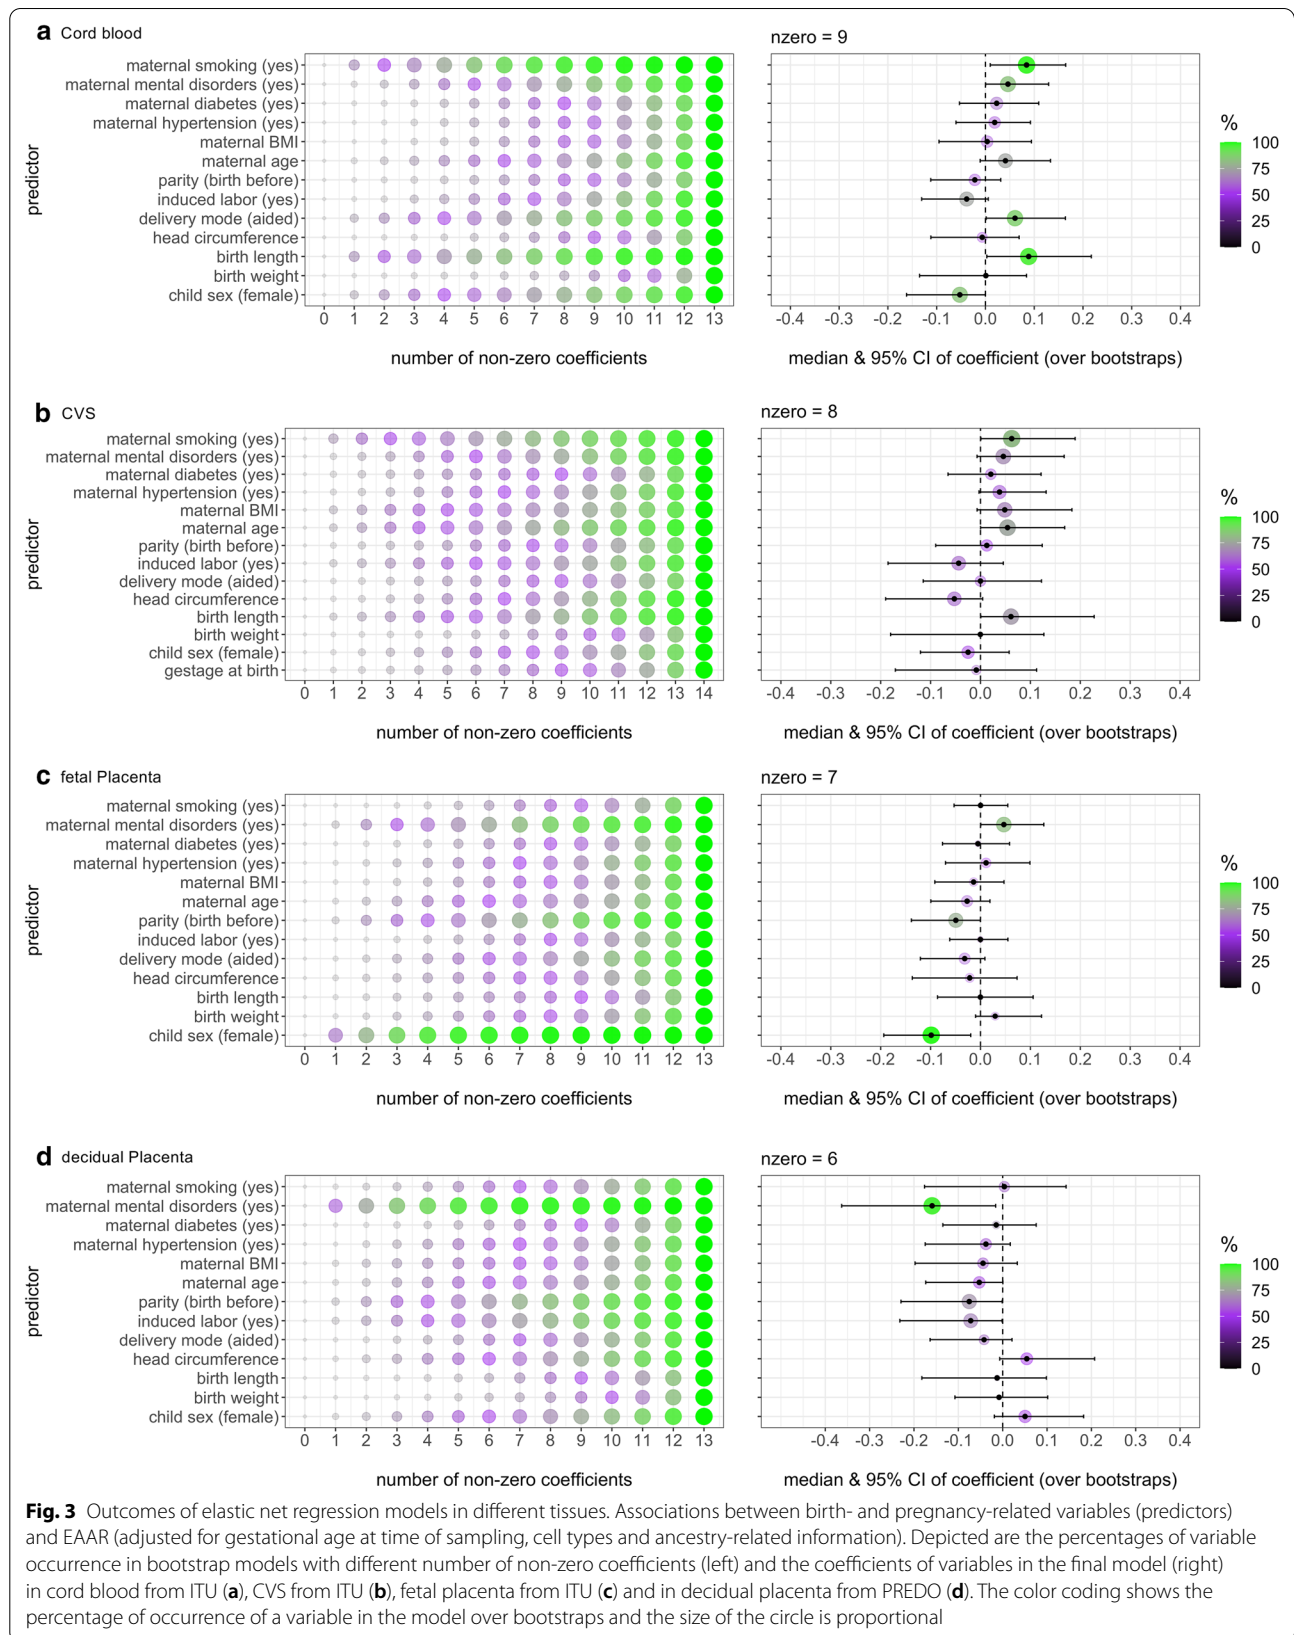 a Cord blood
nzero = 9
predictor
maternal smoking (yes)
maternal mental disorders (yes)
maternal diabetes (yes)
maternal hypertension (yes)
maternal BMI
maternal age
parity (birth before)
induced labor (yes)
delivery mode (aided)
head circumference
birth length
birth weight
child sex (female)
0 1 2 3 4 5 6 7 8 9 10 11 12 13
number of non-zero coefficients
-0.4 -0.3 -0.2 -0.1 0.0 0.1 0.2 0.3 0.4
median & 95% CI of coefficient (over bootstraps)
%
100
75
50
25
0
b CVS
nzero = 8
predictor
maternal smoking (yes)
maternal mental disorders (yes)
maternal diabetes (yes)
maternal hypertension (yes)
maternal BMI
maternal age
parity (birth before)
induced labor (yes)
delivery mode (aided)
head circumference
birth length
birth weight
child sex (female)
gestage at birth
0 1 2 3 4 5 6 7 8 9 10 11 12 13 14
number of non-zero coefficients
-0.4 -0.3 -0.2 -0.1 0.0 0.1 0.2 0.3 0.4
median & 95% CI of coefficient (over bootstraps)
%
100
75
50
25
0
c fetal Placenta
nzero = 7
predictor
maternal smoking (yes)
maternal mental disorders (yes)
maternal diabetes (yes)
maternal hypertension (yes)
maternal BMI
maternal age
parity (birth before)
induced labor (yes)
delivery mode (aided)
head circumference
birth length
birth weight
child sex (female)
0 1 2 3 4 5 6 7 8 9 10 11 12 13
number of non-zero coefficients
-0.4 -0.3 -0.2 -0.1 0.0 0.1 0.2 0.3 0.4
median & 95% CI of coefficient (over bootstraps)
%
100
75
50
25
0
d decidual Placenta
nzero = 6
predictor
maternal smoking (yes)
maternal mental disorders (yes)
maternal diabetes (yes)
maternal hypertension (yes)
maternal BMI
maternal age
parity (birth before)
induced labor (yes)
delivery mode (aided)
head circumference
birth length
birth weight
child sex (female)
0 1 2 3 4 5 6 7 8 9 10 11 12 13
number of non-zero coefficients
-0.4 -0.3 -0.2 -0.1 0.0 0.1 0.2 0.3 0.4
median & 95% CI of coefficient (over bootstraps)
%
100
75
50
25
0
Fig. 3 Outcomes of elastic net regression models in different tissues. Associations between birth- and pregnancy-related variables (predictors)
and EAAR (adjusted for gestational age at time of sampling, cell types and ancestry-related information). Depicted are the percentages of variable
occurrence in bootstrap models with different number of non-zero coefficients (left) and the coefficients of variables in the final model (right)
in cord blood from ITU (a), CVS from ITU (b), fetal placenta from ITU (c) and in decidual placenta from PREDO (d). The color coding shows the
percentage of occurrence of a variable in the model over bootstraps and the size of the circle is proportional